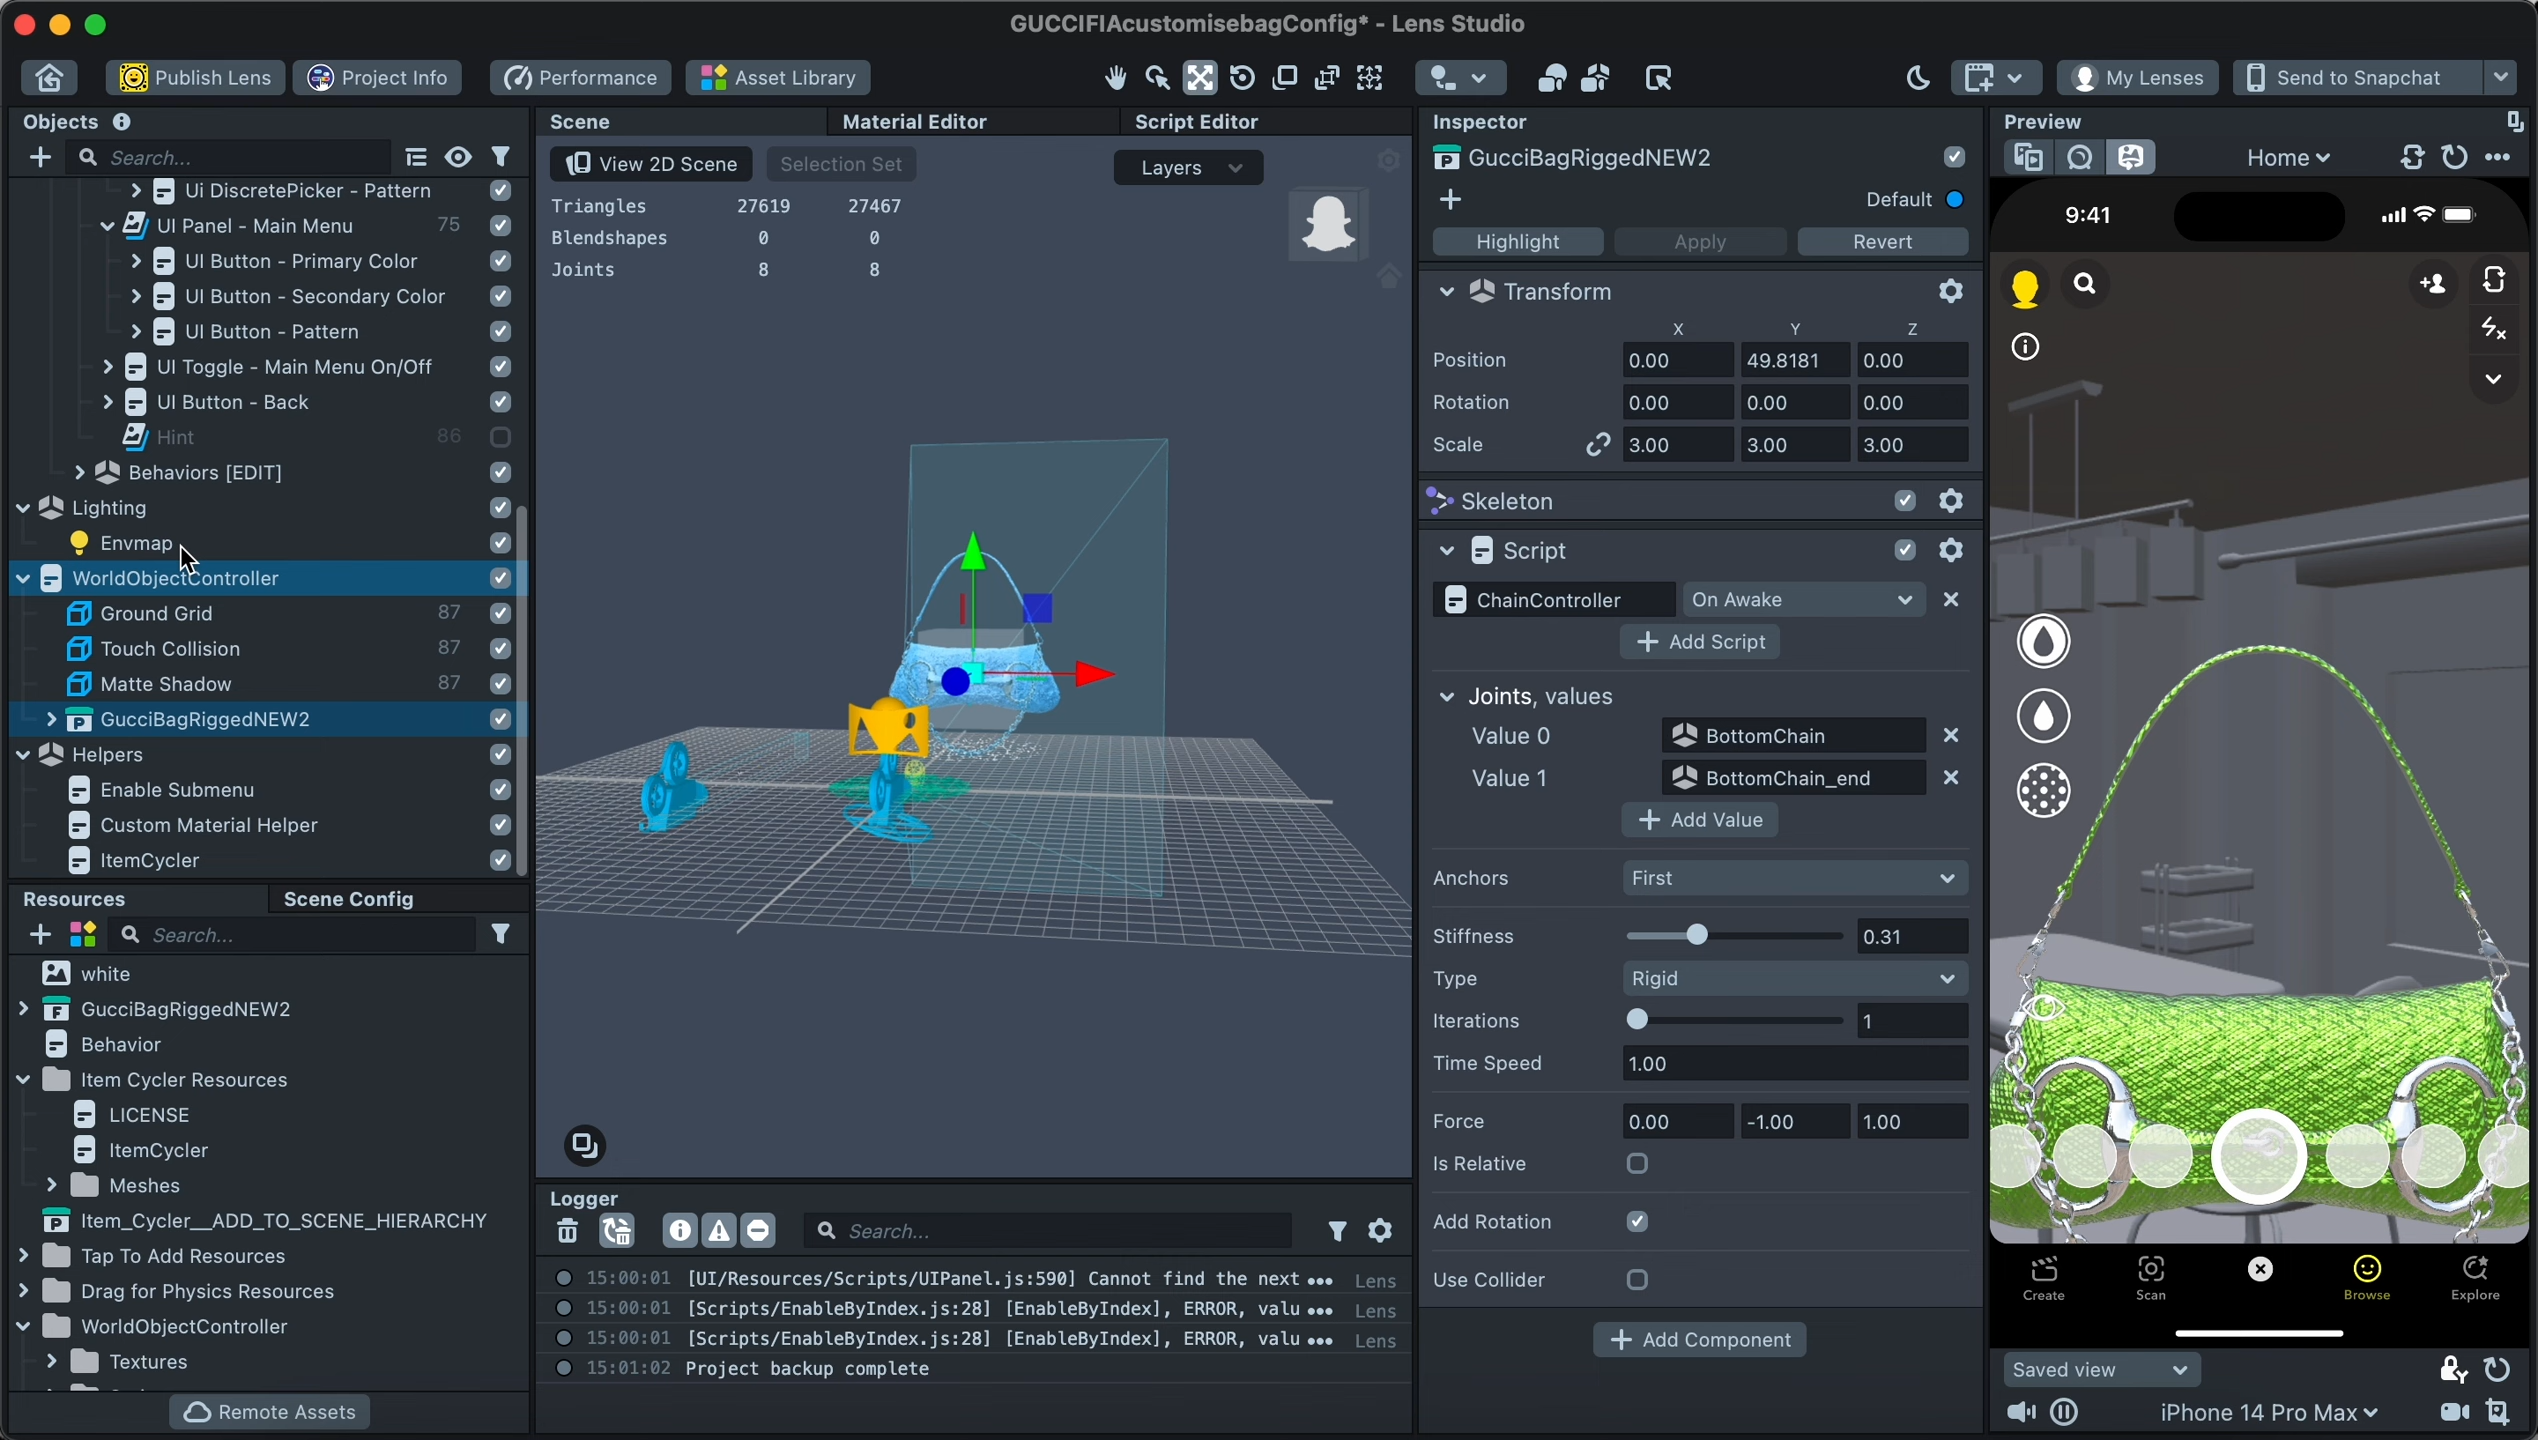 GUCCIFIAcustomisebagConfig* - Lens Studio
Publish Lens
Project Info
Performance
Asset Library
My Lenses
Send to Snapchat
Objects
Search...
Ui DiscretePicker - Pattern
UI Panel - Main Menu 75
UI Button - Primary Color
UI Button - Secondary Color
UI Button - Pattern
UI Toggle - Main Menu On/Off
UI Button - Back
Hint 86
Behaviors [EDIT]
Lighting
Envmap
WorldObjectController
Ground Grid 87
Touch Collision 87
Matte Shadow 87
P GucciBagRiggedNEW2
Helpers
Enable Submenu
Custom Material Helper
ItemCycler
Resources
Scene Config
Search...
white
F GucciBagRiggedNEW2
Behavior
Item Cycler Resources
LICENSE
ItemCycler
Meshes
P Item_Cycler__ADD_TO_SCENE_HIERARCHY
Tap To Add Resources
Drag for Physics Resources
WorldObjectController
Textures
Remote Assets
Scene
Material Editor
Script Editor
View 2D Scene
Selection Set
Layers
Triangles 27619 27467
Blendshapes 0 0
Joints 8 8
Logger
Search...
15:00:01 [UI/Resources/Scripts/UIPanel.js:590] Cannot find the next ••• Lens
15:00:01 [Scripts/EnableByIndex.js:28] [EnableByIndex], ERROR, valu ••• Lens
15:00:01 [Scripts/EnableByIndex.js:28] [EnableByIndex], ERROR, valu ••• Lens
15:01:02 Project backup complete
Inspector
P GucciBagRiggedNEW2
Default
Highlight
Apply
Revert
Transform
X Y Z
Position 0.00 49.8181 0.00
Rotation 0.00 0.00 0.00
Scale 3.00 3.00 3.00
Skeleton
Script
ChainController
On Awake
Add Script
Joints, values
Value 0 BottomChain
Value 1 BottomChain_end
Add Value
Anchors First
Stiffness 0.31
Type Rigid
Iterations 1
Time Speed 1.00
Force 0.00 -1.00 1.00
Is Relative
Add Rotation
Use Collider
Add Component
Preview
Home
9:41
Create
Scan
Browse
Explore
Saved view
iPhone 14 Pro Max